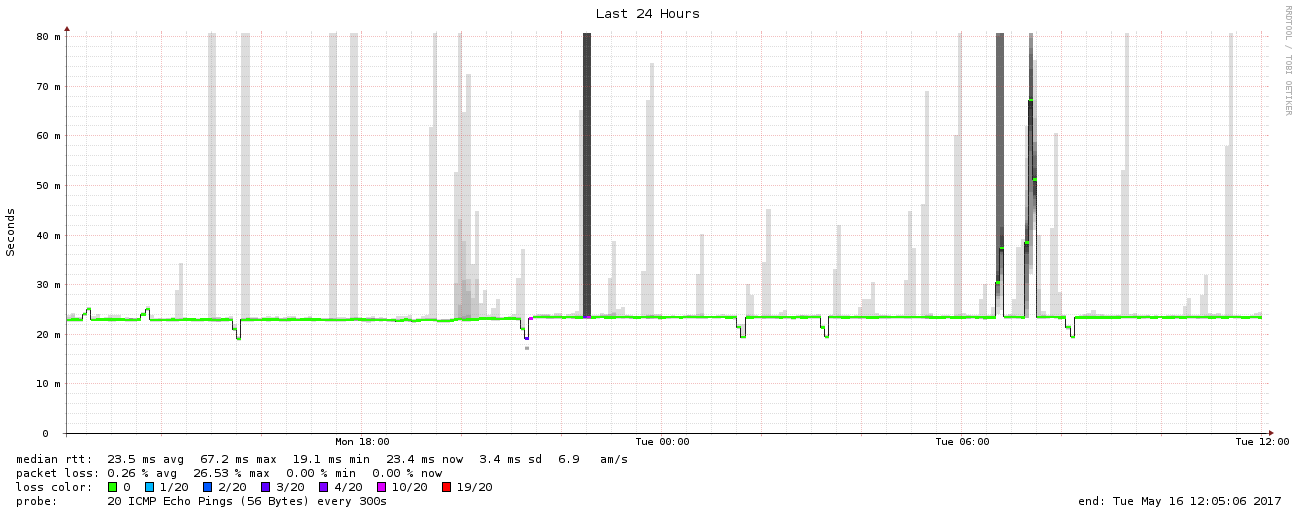 Last 24 Hours
RRDTOOL / TOBI OETIKER
Seconds
80 m
70 m
60 m
50 m
40 m
30 m
20 m
10 m
0
Mon 18:00 Tue 00:00 Tue 06:00 Tue 12:00
median rtt: 23.5 ms avg 67.2 ms max 19.1 ms min 23.4 ms now 3.4 ms sd 6.9 am/s
packet loss: 0.26 % avg 26.53 % max 0.00 % min 0.00 % now
loss color: 0 1/20 2/20 3/20 4/20 10/20 19/20
probe: 20 ICMP Echo Pings (56 Bytes) every 300s end: Tue May 16 12:05:06 2017